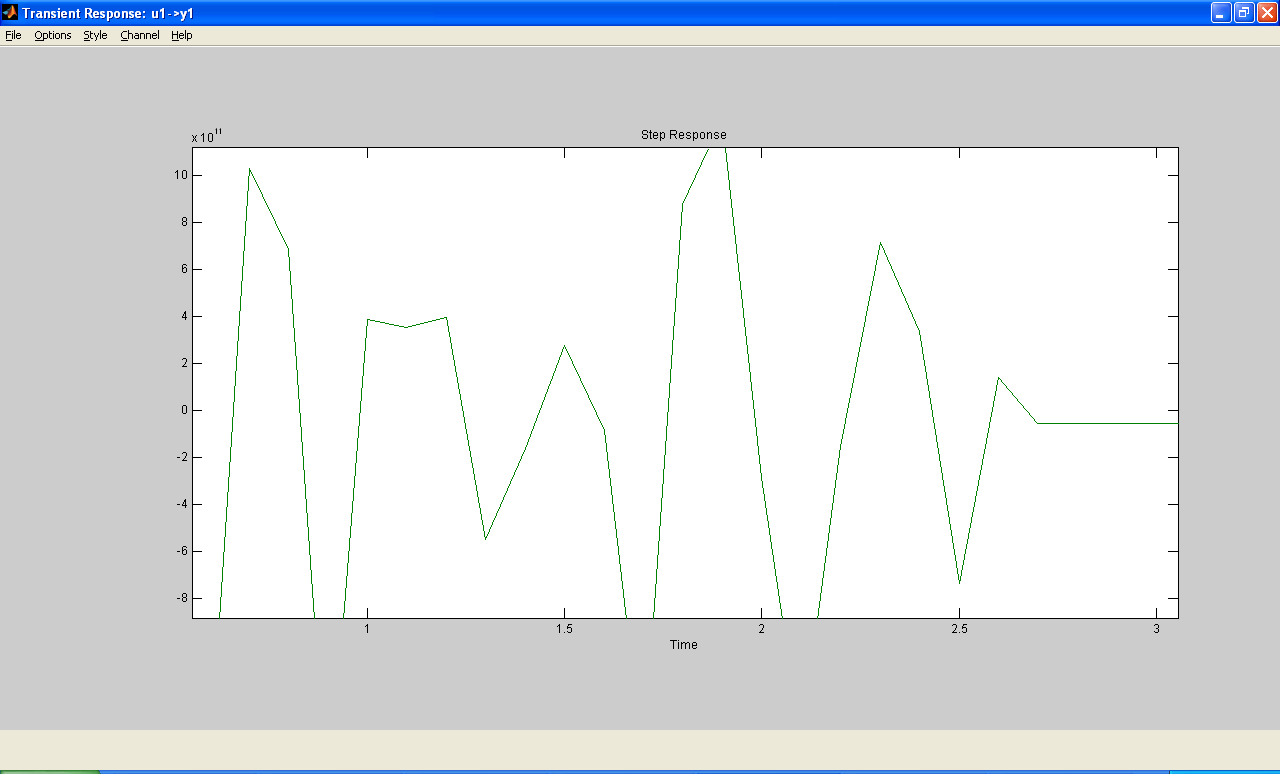 Transient Response: u1->y1
File Options Style Channel Help
x 10^11
Step Response
10
8
6
4
2
0
-2
-4
-6
-8
1 1.5 2 2.5 3
Time